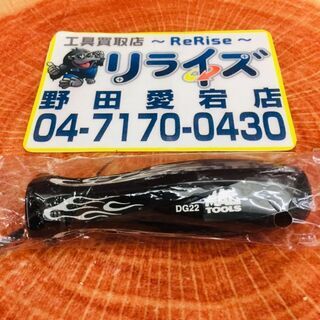 工具買取店 ～ReRise～
リライズ
野田愛宕店
04-7170-0430
DG22
MAC
TOOLS